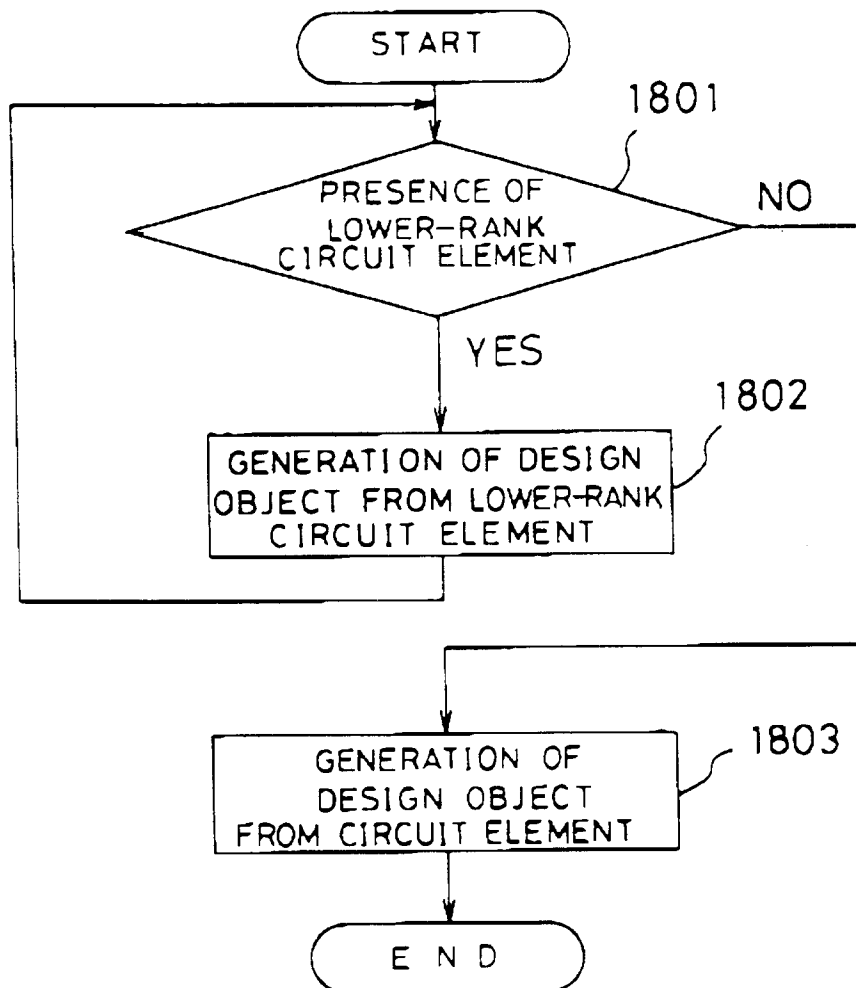 START
1801
PRESENCE OF
LOWER-RANK
CIRCUIT ELEMENT
NO
YES
1802
GENERATION OF DESIGN
OBJECT FROM LOWER-RANK
CIRCUIT ELEMENT
1803
GENERATION OF
DESIGN OBJECT
FROM CIRCUIT ELEMENT
END